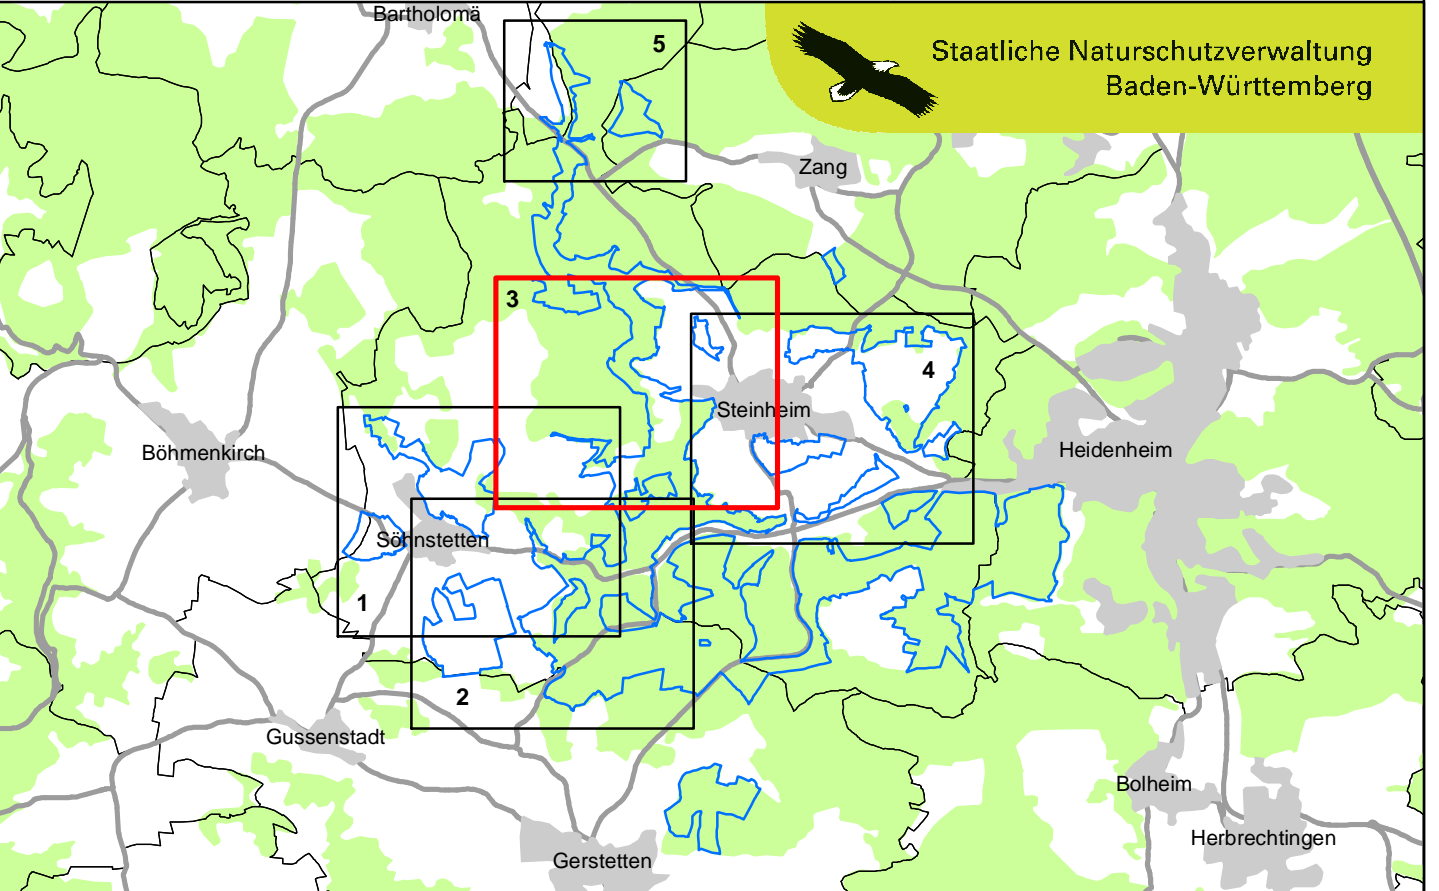 Bartholomä
5
Staatliche Naturschutzverwaltung
Baden-Württemberg
Zang
3
4
Steinheim
Böhmenkirch
Heidenheim
Söhnstetten
1
2
Gussenstadt
Bolheim
Herbrechtingen
Gerstetten